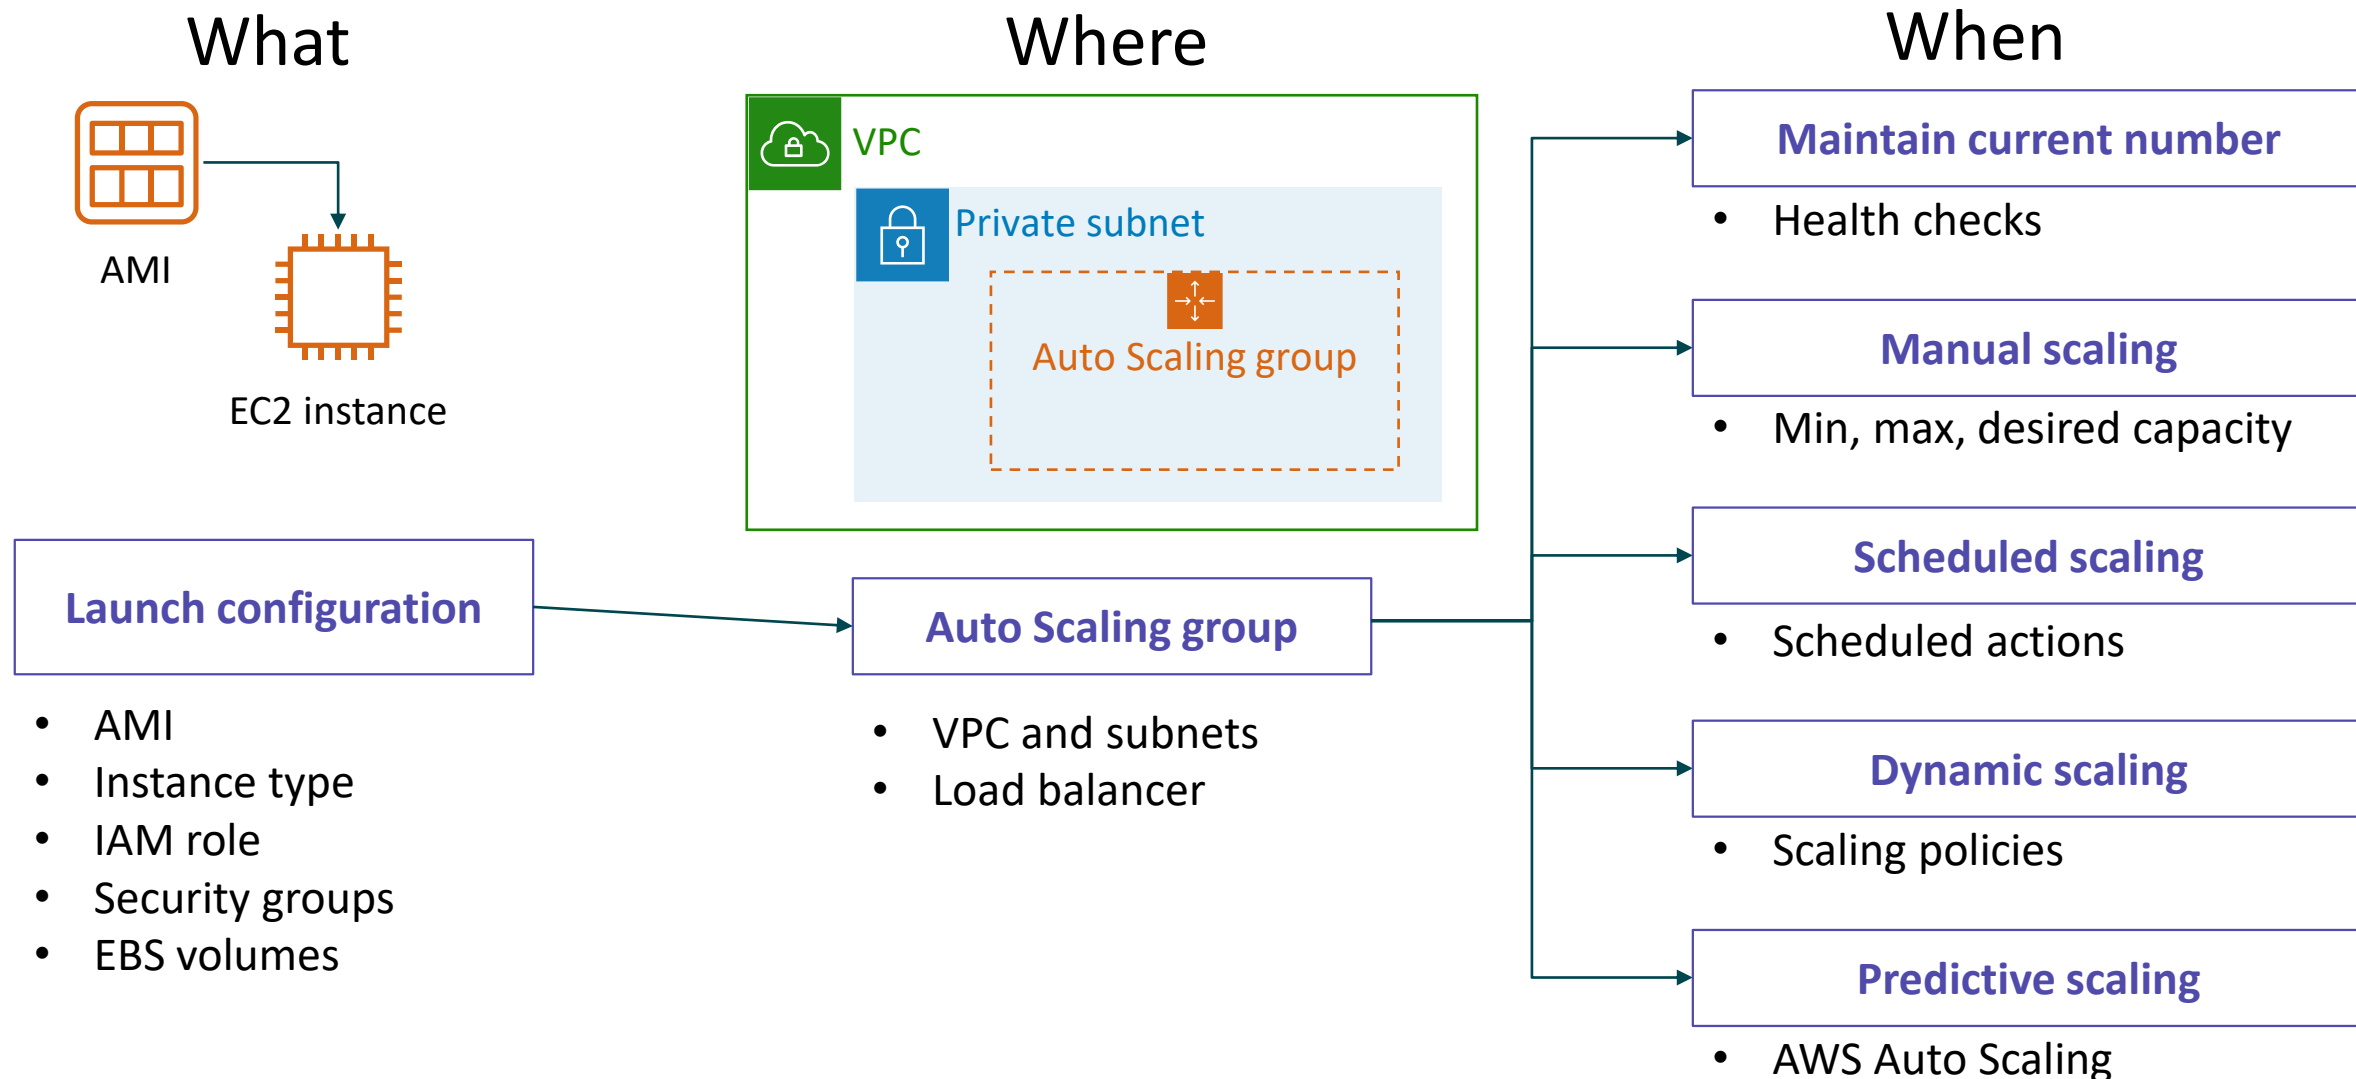 What
AMI
EC2 instance
Launch configuration
• AMI
• Instance type
• IAM role
• Security groups
• EBS volumes
Where
VPC
Private subnet
Auto Scaling group
Auto Scaling group
• VPC and subnets
• Load balancer
When
Maintain current number
• Health checks
Manual scaling
• Min, max, desired capacity
Scheduled scaling
• Scheduled actions
Dynamic scaling
• Scaling policies
Predictive scaling
• AWS Auto Scaling